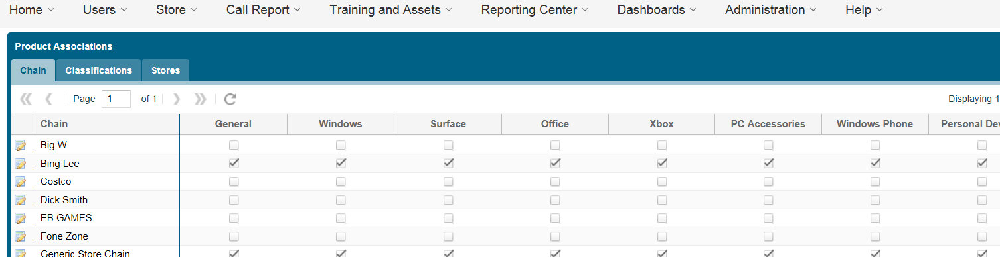 Home Users Store Call Report Training and Assets Reporting Center Dashboards Administration Help
Product Associations
Chain Classifications Stores
Page 1 of 1 Displaying 1
Chain General Windows Surface Office Xbox PC Accessories Windows Phone Personal Dev
Big W
Bing Lee
Costco
Dick Smith
EB GAMES
Fone Zone
Generic Store Chain